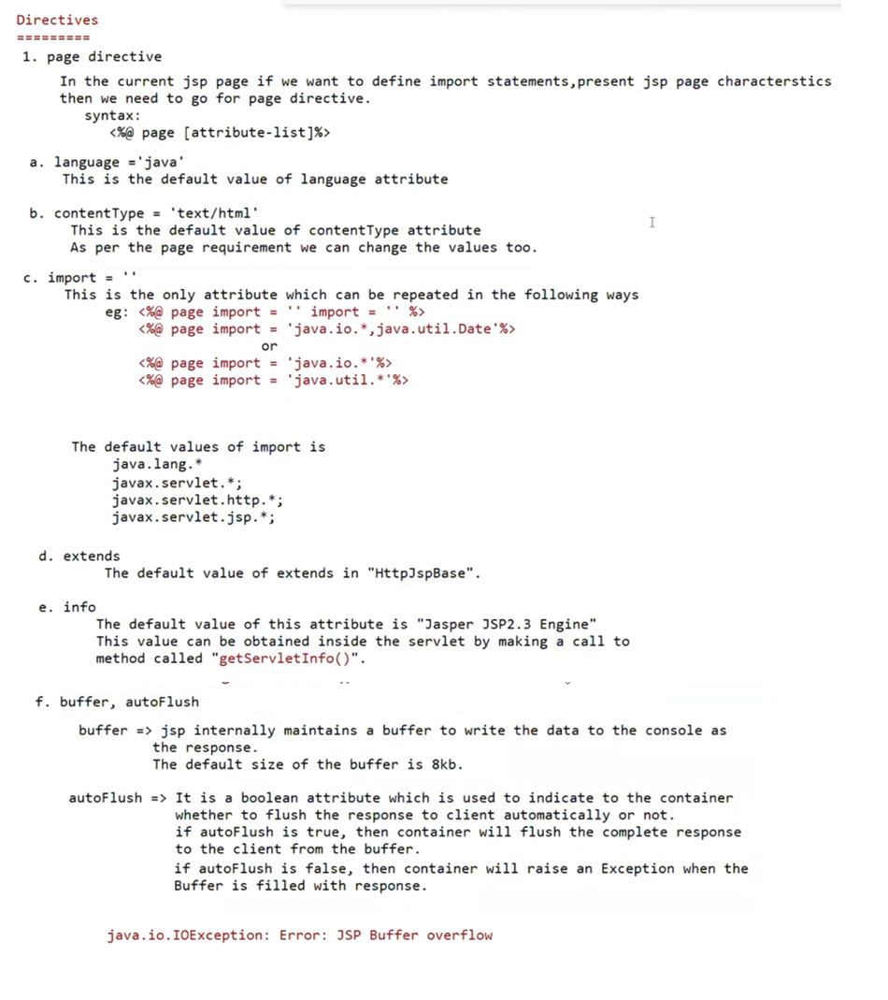 Directives
=========
1. page directive
In the current jsp page if we want to define import statements,present jsp page characterstics
then we need to go for page directive.
syntax:
<%@ page [attribute-list]%>
a. language ='java'
This is the default value of language attribute
b. contentType = 'text/html'
This is the default value of contentType attribute
As per the page requirement we can change the values too.
c. import = ''
This is the only attribute which can be repeated in the following ways
eg: <%@ page import = '' import = '' %>
<%@ page import = 'java.io.*,java.util.Date'%>
or
<%@ page import = 'java.io.*'%>
<%@ page import = 'java.util.*'%>
The default values of import is
java.lang.*
javax.servlet.*;
javax.servlet.http.*;
javax.servlet.jsp.*;
d. extends
The default value of extends in "HttpJspBase".
e. info
The default value of this attribute is "Jasper JSP2.3 Engine"
This value can be obtained inside the servlet by making a call to
method called "getServletInfo()".
f. buffer, autoFlush
buffer => jsp internally maintains a buffer to write the data to the console as
the response.
The default size of the buffer is 8kb.
autoFlush => It is a boolean attribute which is used to indicate to the container
whether to flush the response to client automatically or not.
if autoFlush is true, then container will flush the complete response
to the client from the buffer.
if autoFlush is false, then container will raise an Exception when the
Buffer is filled with response.
java.io.IOException: Error: JSP Buffer overflow